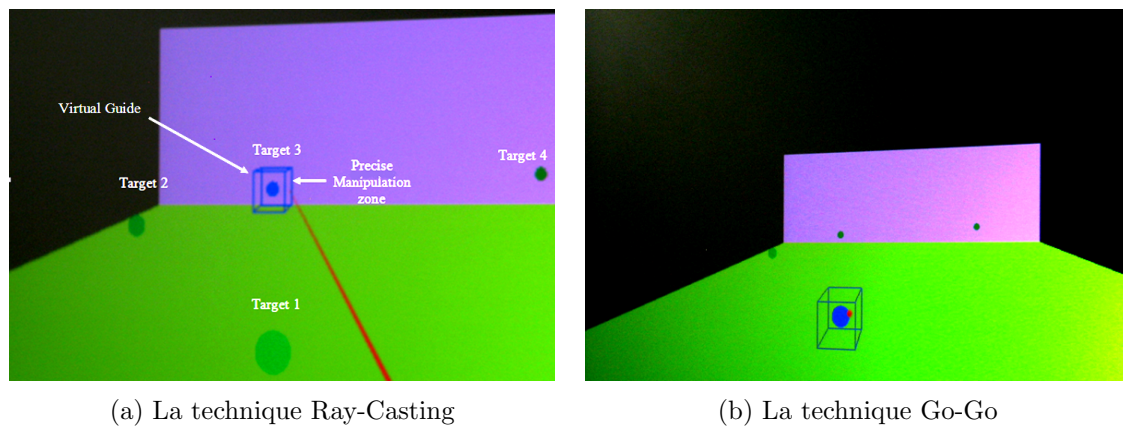 Virtual Guide
Target 3
Target 4
Precise
Manipulation
zone
Target 2
Target 1
(a) La technique Ray-Casting
(b) La technique Go-Go